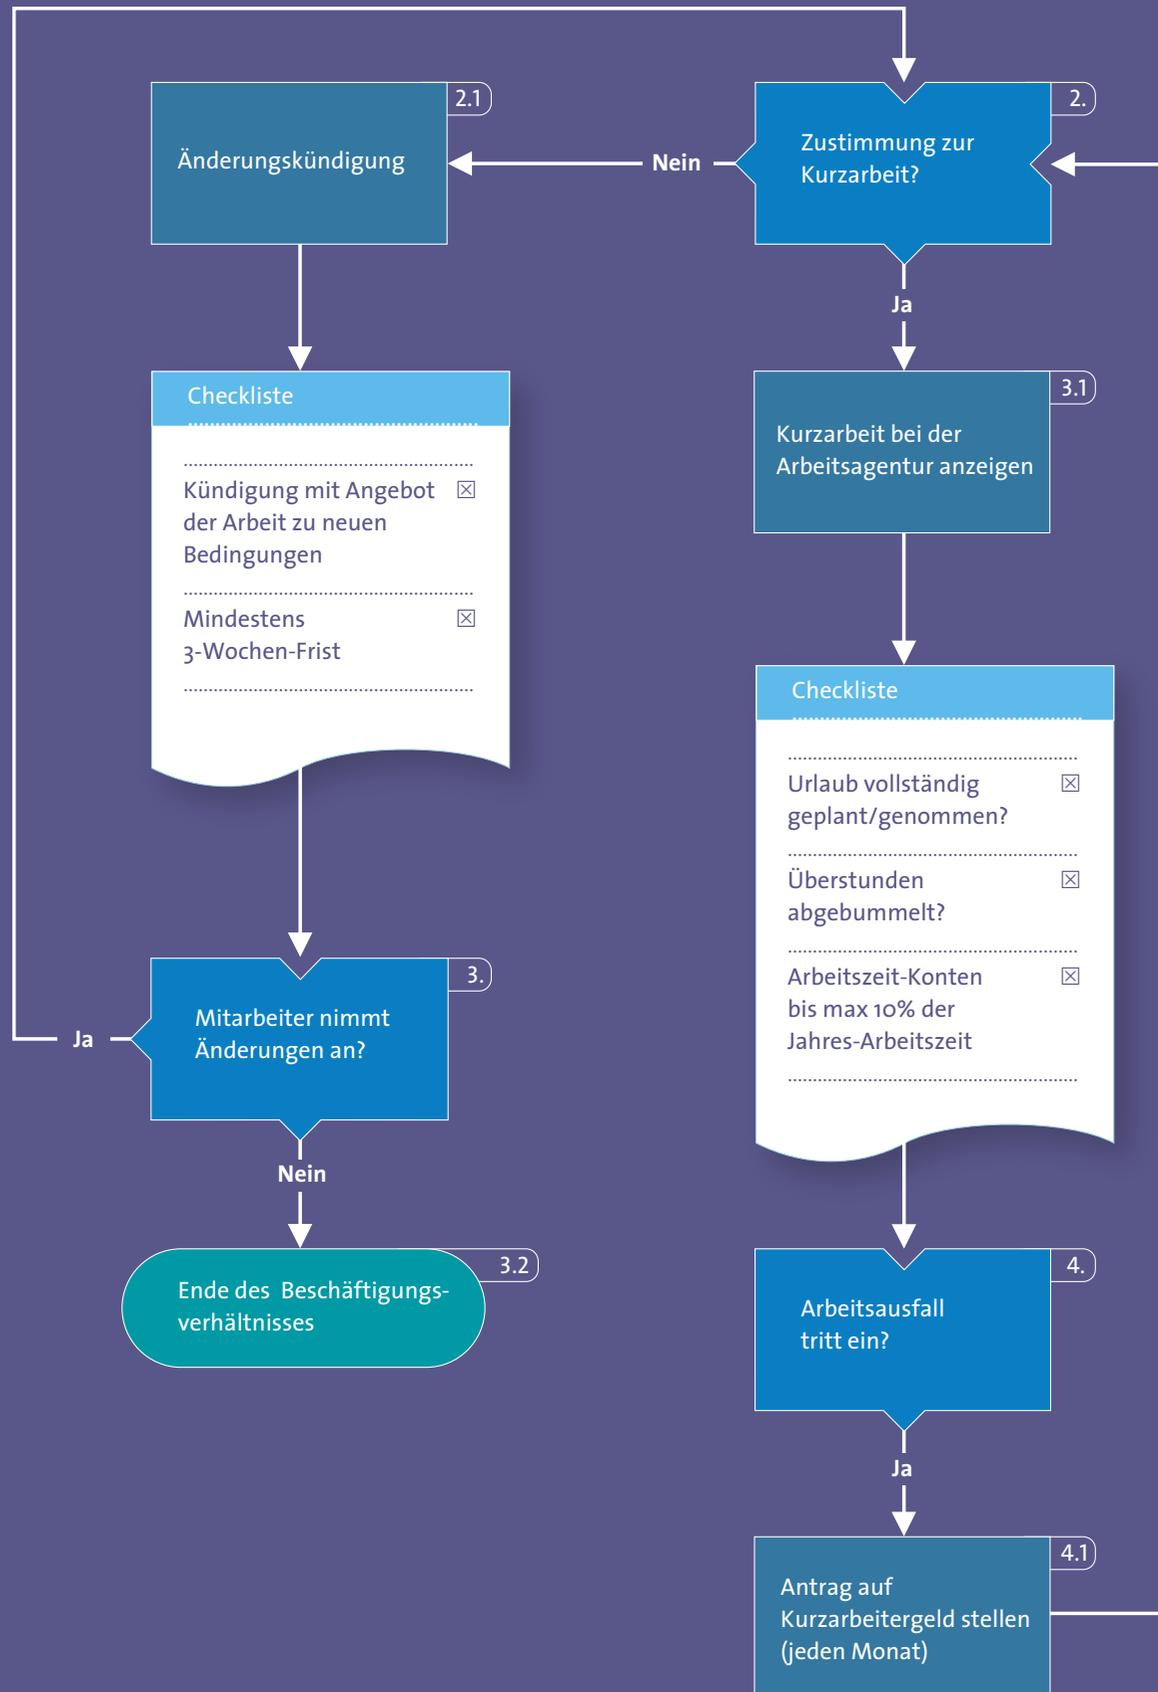 2.1
Änderungskündigung
Nein
2.
Zustimmung zur
Kurzarbeit?
Ja
3.1
Kurzarbeit bei der
Arbeitsagentur anzeigen
Checkliste
Kündigung mit Angebot ☒
der Arbeit zu neuen
Bedingungen
Mindestens ☒
3-Wochen-Frist
Checkliste
Urlaub vollständig ☒
geplant/genommen?
Überstunden ☒
abgebummelt?
Arbeitszeit-Konten ☒
bis max 10% der
Jahres-Arbeitszeit
3.
Mitarbeiter nimmt
Änderungen an?
Ja
Nein
3.2
Ende des Beschäftigungs-
verhältnisses
4.
Arbeitsausfall
tritt ein?
Ja
4.1
Antrag auf
Kurzarbeitergeld stellen
(jeden Monat)